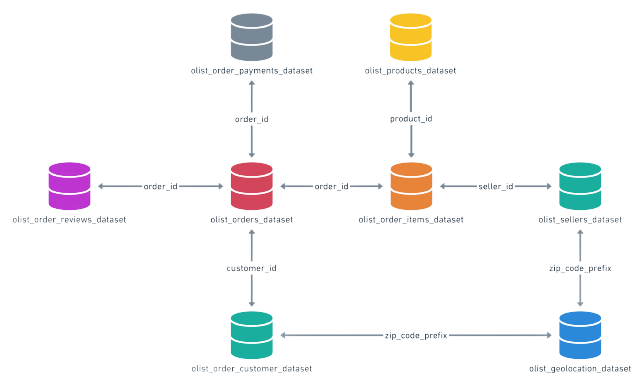 olist_order_payments_dataset
olist_products_dataset
order_id
product_id
order_id
order_id
seller_id
olist_order_reviews_dataset
olist_orders_dataset
olist_order_items_dataset
olist_sellers_dataset
customer_id
zip_code_prefix
zip_code_prefix
olist_order_customer_dataset
olist_geolocation_dataset